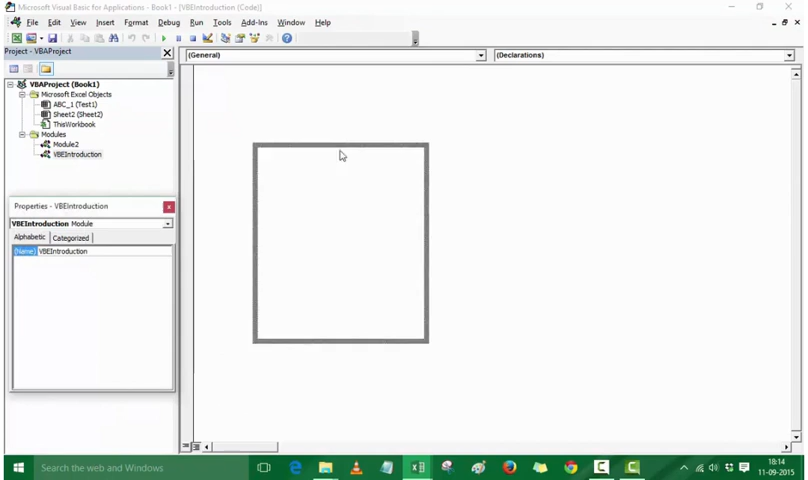 Microsoft Visual Basic for Applications - Book1 - [VBEIntroduction (Code)]
File Edit View Insert Format Debug Run Tools Add-Ins Window Help
Project - VBAProject
(General) (Declarations)
VBAProject (Book1)
Microsoft Excel Objects
ABC_1 (Test1)
Sheet2 (Sheet2)
ThisWorkbook
Modules
Module2
VBEIntroduction
Properties - VBEIntroduction
VBEIntroduction Module
Alphabetic Categorized
(Name) VBEIntroduction
Search the web and Windows
18:14
11-09-2015